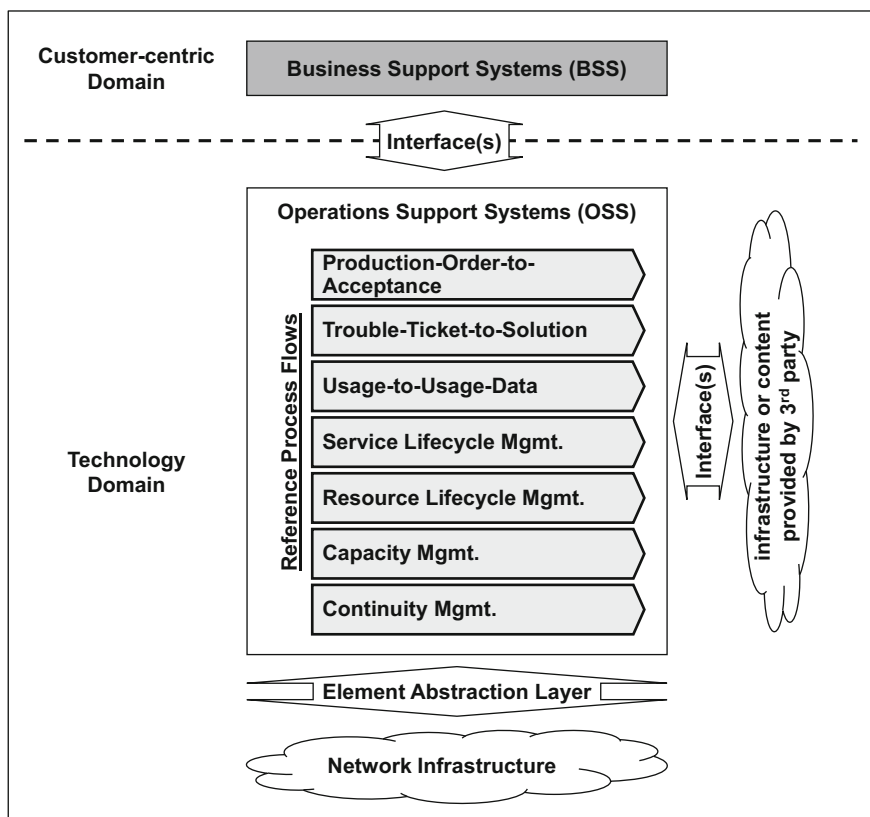 Customer-centric
Domain
Business Support Systems (BSS)
Interface(s)
Operations Support Systems (OSS)
Production-Order-to-
Acceptance
Trouble-Ticket-to-Solution
Usage-to-Usage-Data
Service Lifecycle Mgmt.
Resource Lifecycle Mgmt.
Capacity Mgmt.
Continuity Mgmt.
Reference Process Flows
Technology
Domain
Interface(s)
infrastructure or content
provided by 3rd party
Element Abstraction Layer
Network Infrastructure